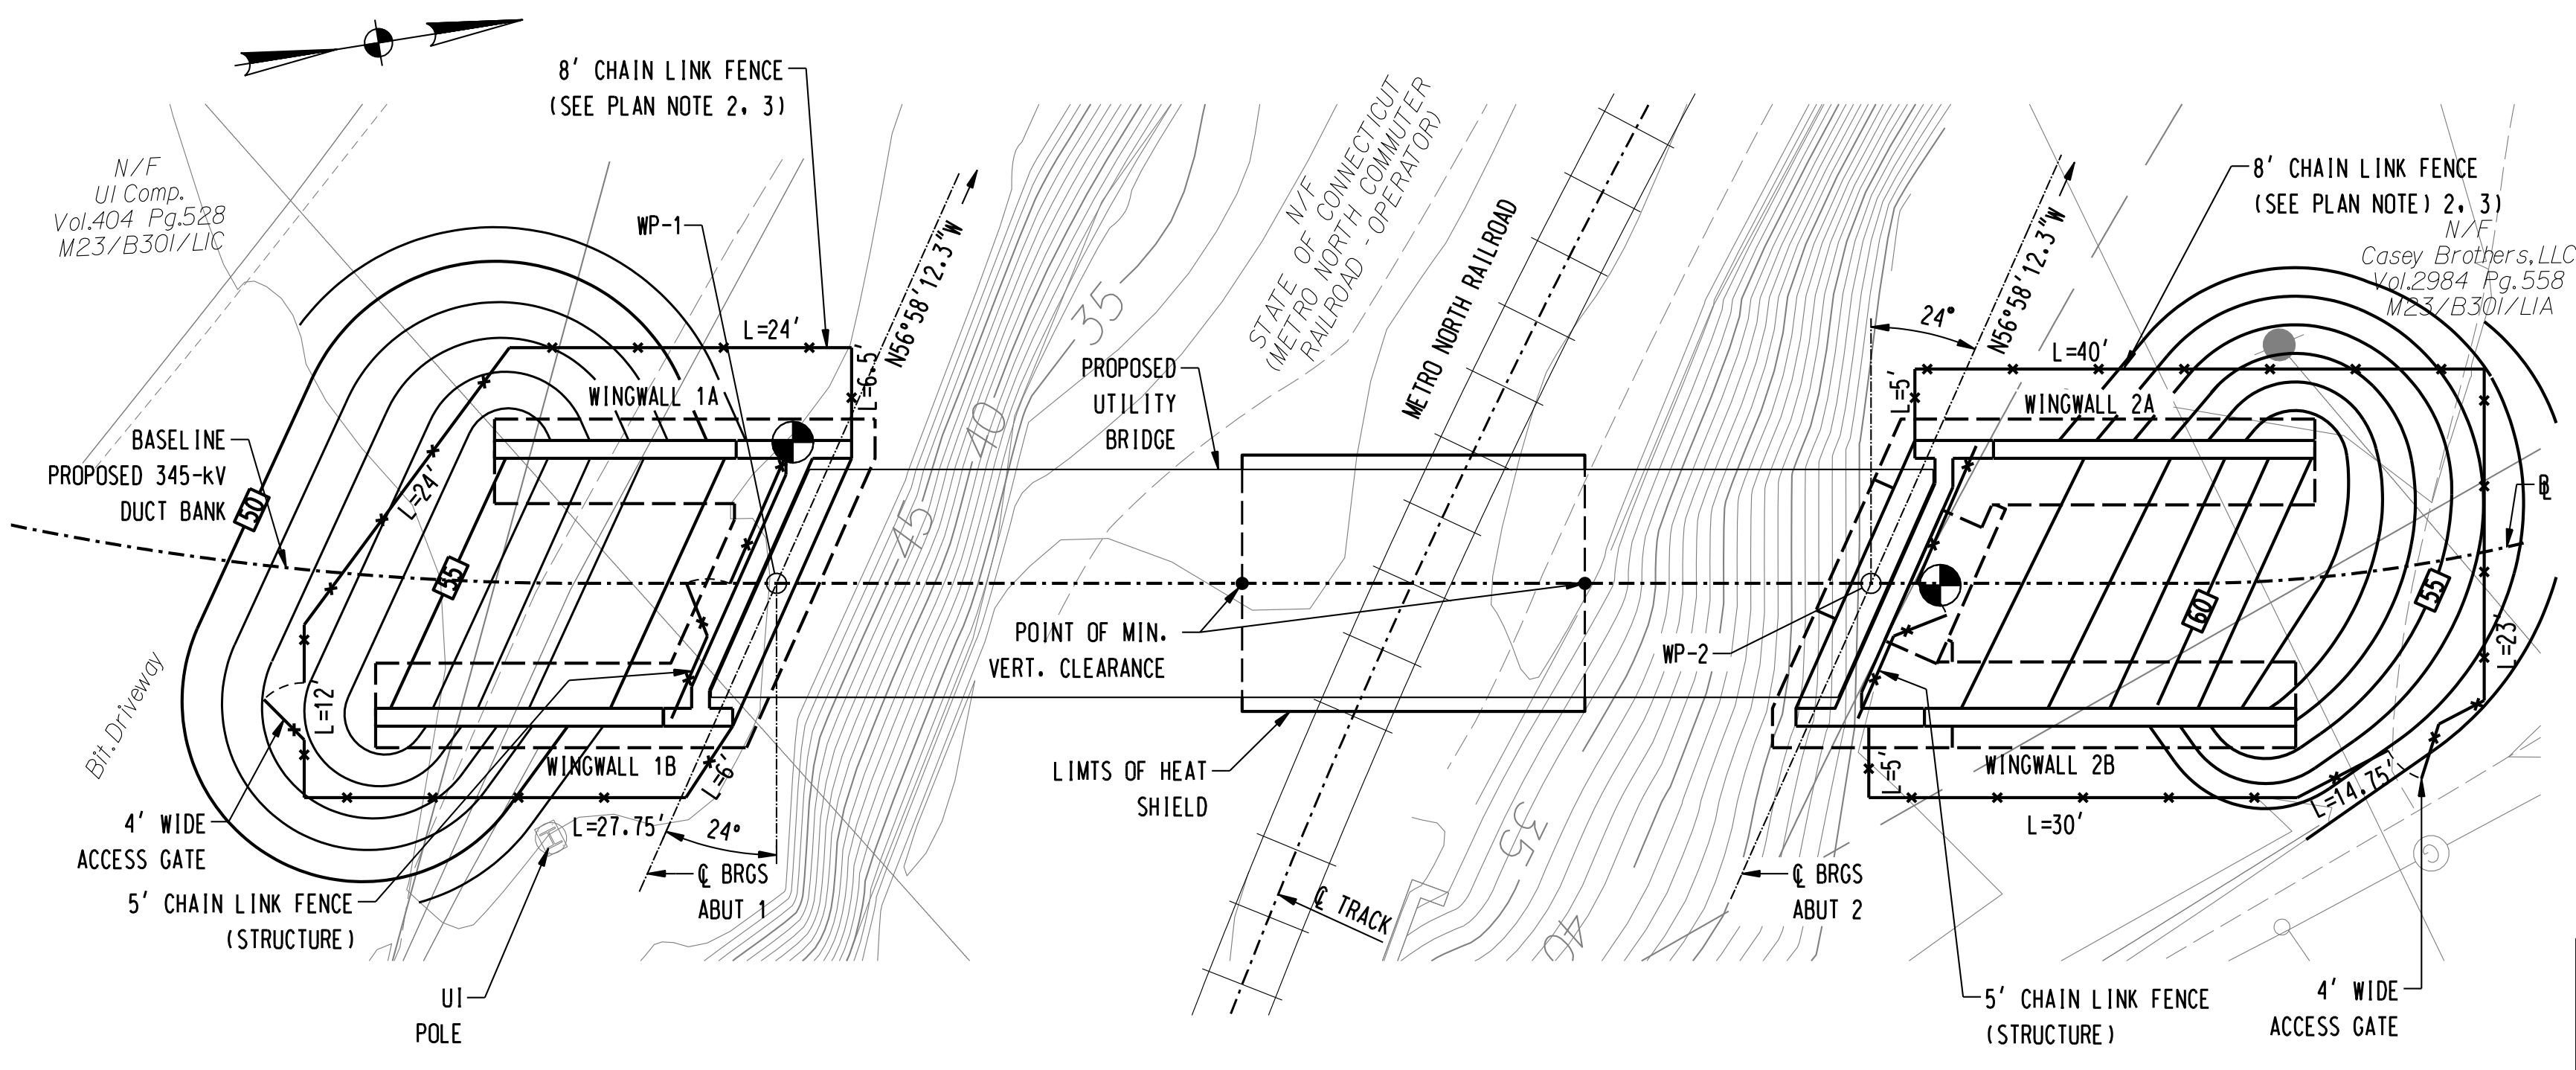 8' CHAIN LINK FENCE
(SEE PLAN NOTE 2, 3)
N/F
UI Comp.
Vol.404 Pg.528
M23/B301/L1C
WP-1
L=24'
L=6.5'
N56°58'12.3"W
WINGWALL 1A
BASELINE
PROPOSED 345-kV
DUCT BANK
50
L=24'
55
Bit.Driveway
L=12'
WINGWALL 1B
L=6'
L=27.75'
24°
4' WIDE
ACCESS GATE
5' CHAIN LINK FENCE
(STRUCTURE)
UI
POLE
℄ BRGS
ABUT 1
35
40
45
N/F
STATE OF CONNECTICUT
(METRO NORTH COMMUTER
RAILROAD - OPERATOR)
METRO NORTH RAILROAD
PROPOSED
UTILITY
BRIDGE
POINT OF MIN.
VERT. CLEARANCE
LIMTS OF HEAT
SHIELD
℄ TRACK
35
40
WP-2
℄ BRGS
ABUT 2
24°
N56°58'12.3"W
8' CHAIN LINK FENCE
(SEE PLAN NOTE) 2, 3)
N/F
Casey Brothers,LLC
Vol.2984 Pg.558
M23/B301/L1A
L=40'
L=5'
WINGWALL 2A
BL
60
55
L=23'
WINGWALL 2B
L=5'
L=14.75'
L=30'
5' CHAIN LINK FENCE
(STRUCTURE)
4' WIDE
ACCESS GATE